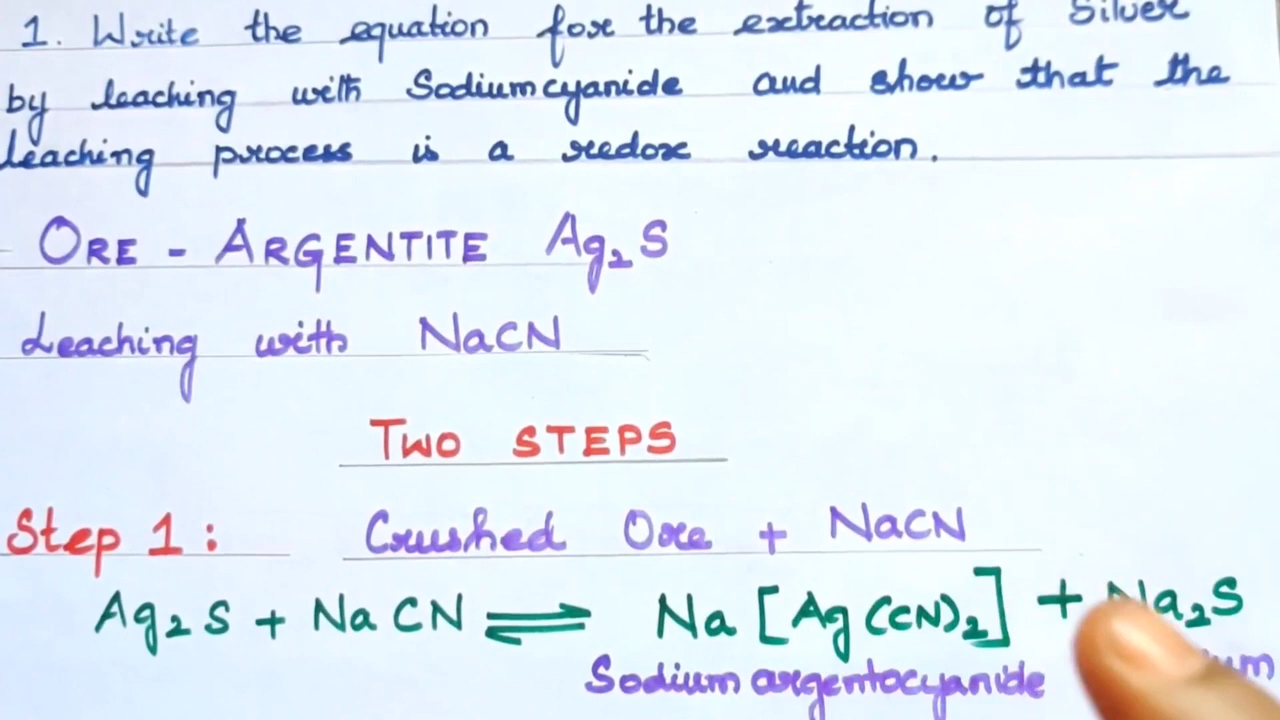 1. Write the equation for the extraction of Silver
by leaching with Sodium cyanide and show that the
leaching process is a redox reaction.
ORE - ARGENTITE Ag₂S
Leaching with NaCN
TWO STEPS
Step 1: Crushed Ore + NaCN
Ag₂S + NaCN ⇌ Na[Ag(CN)₂] + Na₂S
Sodium argentocyanide